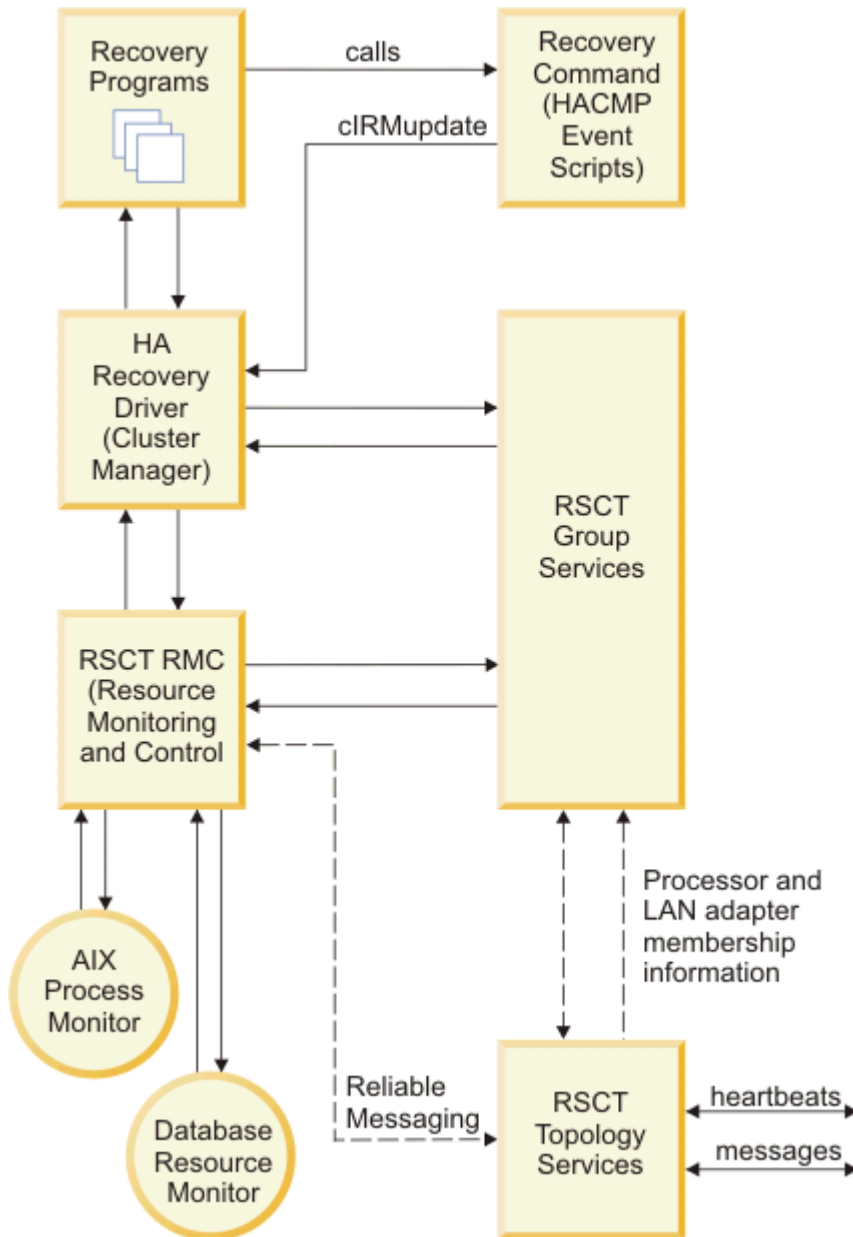 Recovery
Programs
calls
Recovery
Command
(HACMP
Event
Scripts)
clRMupdate
HA
Recovery
Driver
(Cluster
Manager)
RSCT
Group
Services
RSCT RMC
(Resource
Monitoring
and Control
Processor and
LAN adapter
membership
information
AIX
Process
Monitor
Database
Resource
Monitor
Reliable
Messaging
RSCT
Topology
Services
heartbeats
messages